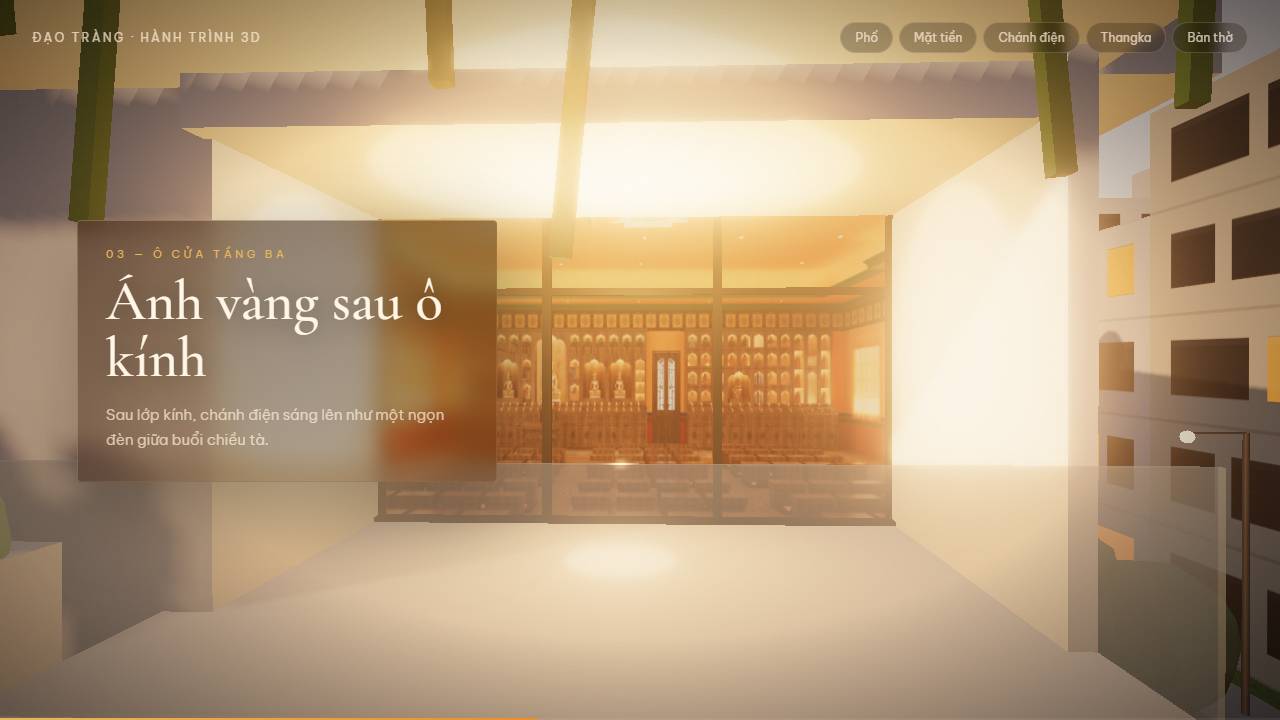 ĐẠO TRÀNG · HÀNH TRÌNH 3D
Phố
Mặt tiền
Chánh điện
Thangka
Bàn thờ
03 — Ô CỬA TẦNG BA
Ánh vàng sau ô
kính
Sau lớp kính, chánh điện sáng lên như một ngọn
đèn giữa buổi chiều tà.